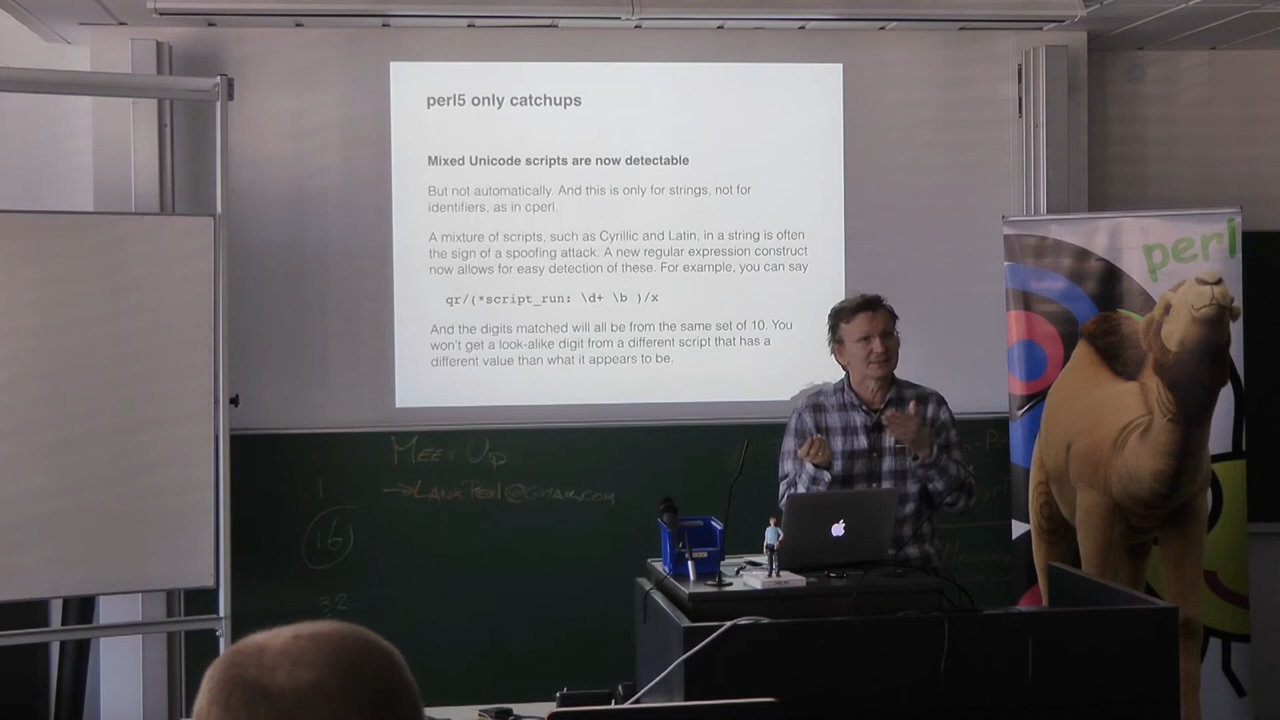 perl5 only catchups
Mixed Unicode scripts are now detectable
But not automatically. And this is only for strings, not for
identifiers, as in cperl.
A mixture of scripts, such as Cyrillic and Latin, in a string is often
the sign of a spoofing attack. A new regular expression construct
now allows for easy detection of these. For example, you can say
qr/(*script_run: \d+ \b )/x
And the digits matched will all be from the same set of 10. You
won't get a look-alike digit from a different script that has a
different value than what it appears to be.
perl
Meet Up
1
16
32